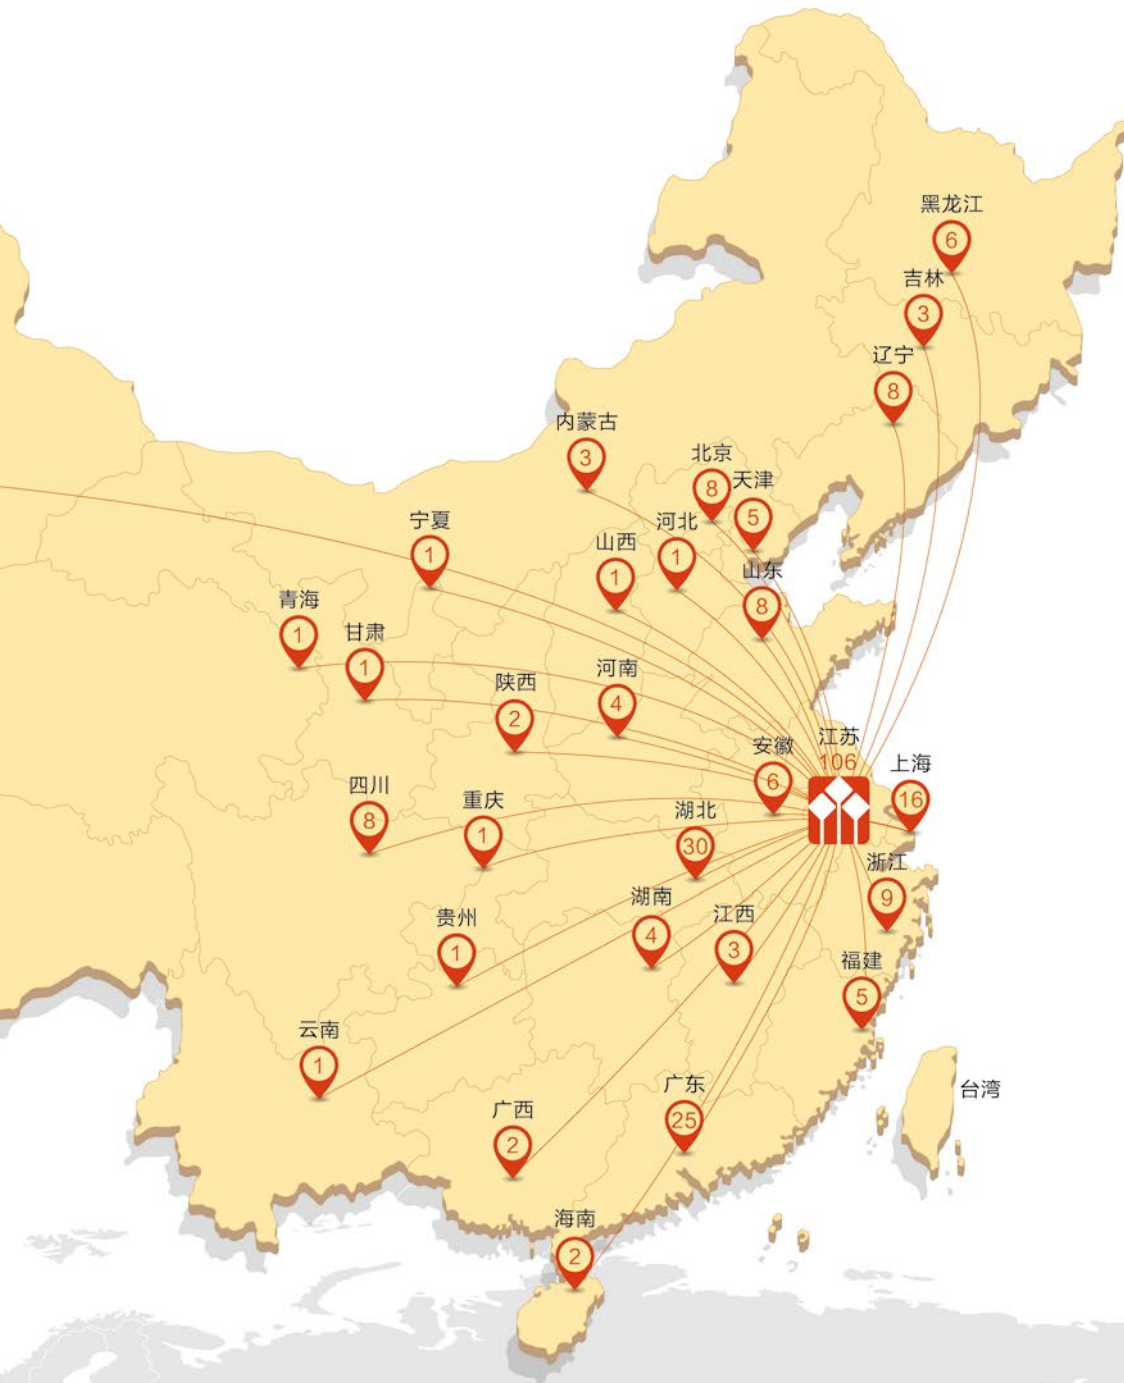 黑龙江
6
吉林
3
辽宁
8
内蒙古
3
北京
8
天津
5
宁夏
1
河北
1
山西
1
山东
8
青海
1
甘肃
1
河南
4
陕西
2
安徽
6
江苏
106
上海
16
四川
8
重庆
1
湖北
30
浙江
9
湖南
4
江西
3
贵州
1
福建
5
云南
1
台湾
广东
25
广西
2
海南
2